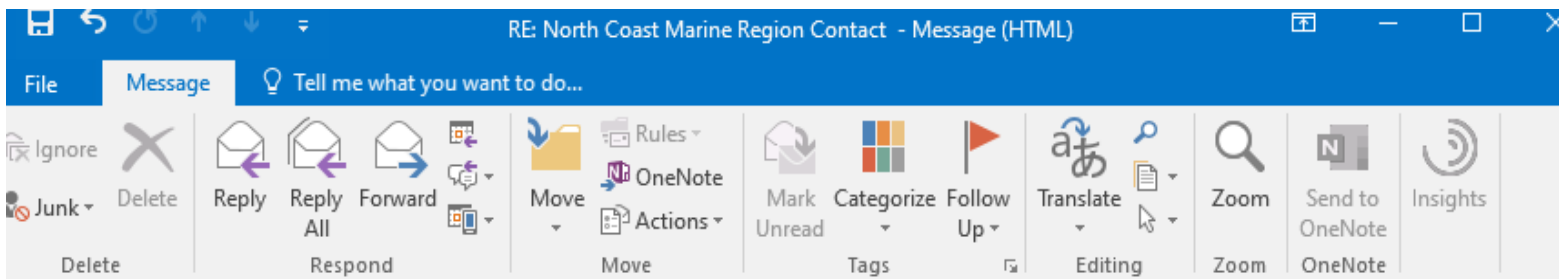 RE: North Coast Marine Region Contact - Message (HTML)
File Message Tell me what you want to do...
Ignore
Junk
Delete
Reply
Reply All
Forward
Move
Rules
OneNote
Actions
Mark Unread
Categorize
Follow Up
Translate
Zoom
Send to OneNote
Insights
Delete Respond Move Tags Editing Zoom OneNote